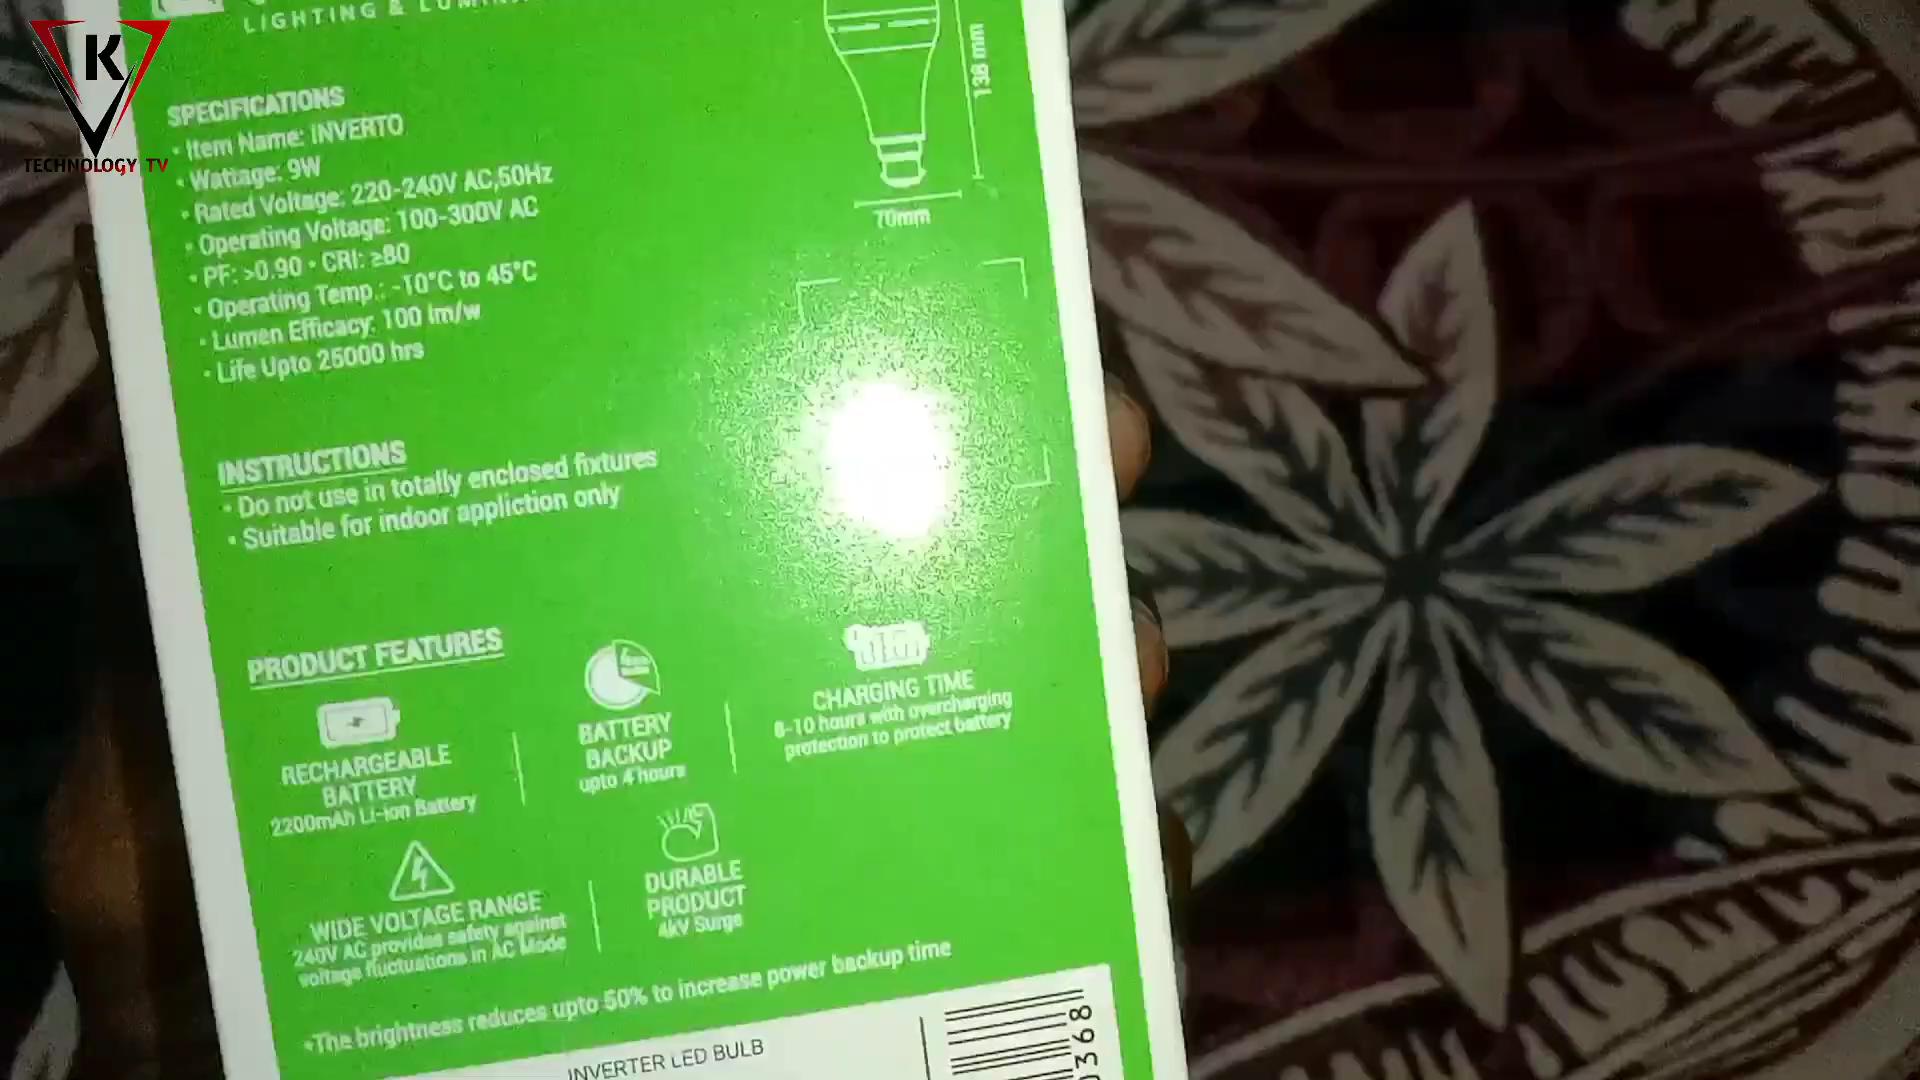 K
TECHNOLOGY TV
LIGHTING &
SPECIFICATIONS
• Item Name: INVERTO
• Wattage: 9W
• Rated Voltage: 220-240V AC,50Hz
• Operating Voltage: 100-300V AC
• PF: >0.90 • CRI: ≥80
• Operating Temp.: -10°C to 45°C
• Lumen Efficacy: 100 lm/w
• Life Upto 25000 hrs
138 mm
70mm
INSTRUCTIONS
• Do not use in totally enclosed fixtures
• Suitable for indoor appliction only
PRODUCT FEATURES
RECHARGEABLE
BATTERY
2200mAh Li-ion Battery
BATTERY
BACKUP
upto 4 hours
CHARGING TIME
8-10 hours with overcharging
protection to protect battery
WIDE VOLTAGE RANGE
240V AC provides safety against
voltage fluctuations in AC Mode
DURABLE
PRODUCT
4kV Surge
•The brightness reduces upto 50% to increase power backup time
INVERTER LED BULB
0368